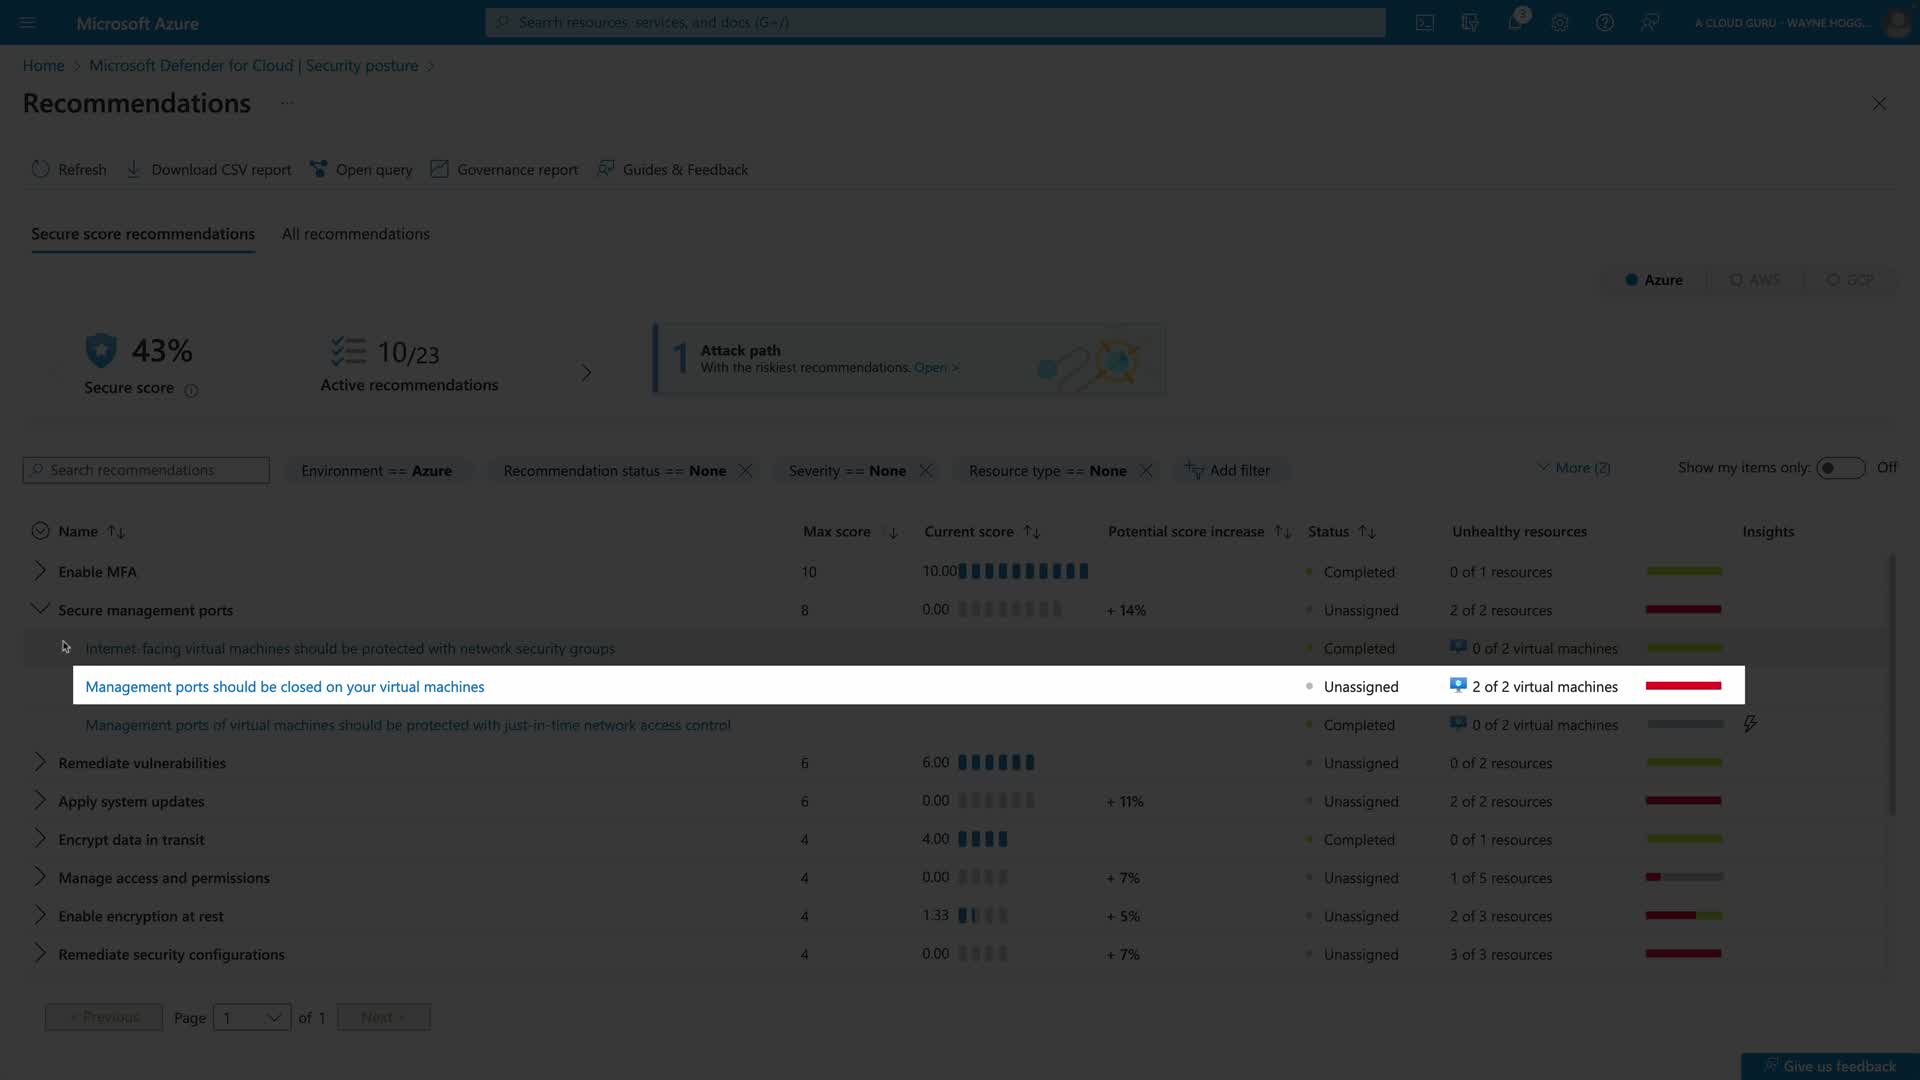 Microsoft Azure
Search resources, services, and docs (G+/)
3
A CLOUD GURU - WAYNE HOGG...
Home > Microsoft Defender for Cloud | Security posture >
Recommendations ...
Refresh Download CSV report Open query Governance report Guides & Feedback
Secure score recommendations All recommendations
Azure AWS GCP
43%
Secure score
10/23
Active recommendations
1 Attack path
With the riskiest recommendations. Open >
Search recommendations Environment == Azure Recommendation status == None Severity == None Resource type == None Add filter More (2) Show my items only: Off
Name Max score Current score Potential score increase Status Unhealthy resources Insights
Enable MFA 10 10.00 Completed 0 of 1 resources
Secure management ports 8 0.00 + 14% Unassigned 2 of 2 resources
Internet-facing virtual machines should be protected with network security groups Completed 0 of 2 virtual machines
Management ports should be closed on your virtual machines Unassigned 2 of 2 virtual machines
Management ports of virtual machines should be protected with just-in-time network access control Completed 0 of 2 virtual machines
Remediate vulnerabilities 6 6.00 Unassigned 0 of 2 resources
Apply system updates 6 0.00 + 11% Unassigned 2 of 2 resources
Encrypt data in transit 4 4.00 Completed 0 of 1 resources
Manage access and permissions 4 0.00 + 7% Unassigned 1 of 5 resources
Enable encryption at rest 4 1.33 + 5% Unassigned 2 of 3 resources
Remediate security configurations 4 0.00 + 7% Unassigned 3 of 3 resources
< Previous Page 1 of 1 Next >
Give us feedback